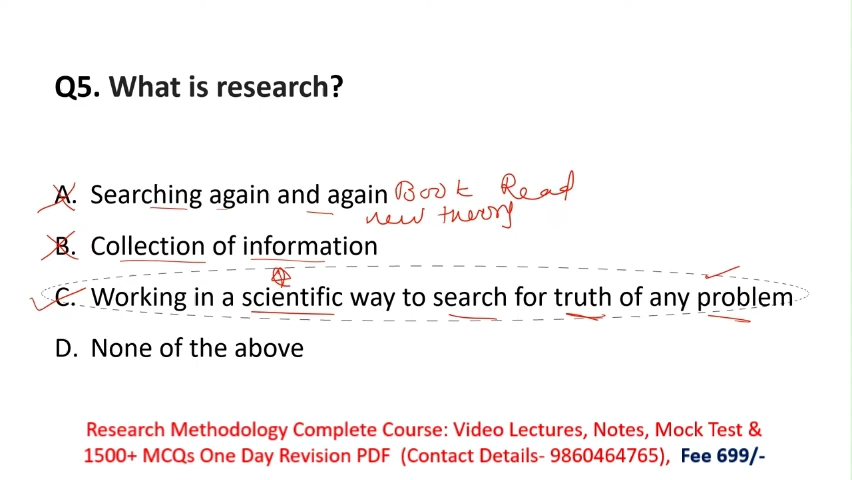 Q5. What is research?
A. Searching again and again Book Read
new theory
B. Collection of information
C. Working in a scientific way to search for truth of any problem
D. None of the above
Research Methodology Complete Course: Video Lectures, Notes, Mock Test &
1500+ MCQs One Day Revision PDF (Contact Details- 9860464765), Fee 699/-